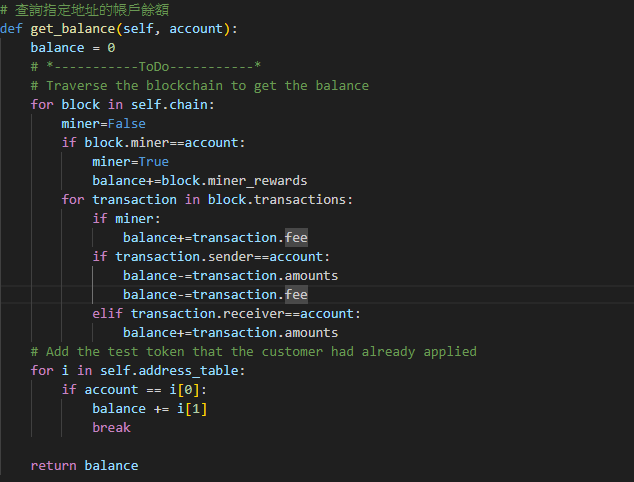 # 查詢指定地址的帳戶餘額
def get_balance(self, account):
    balance = 0
    # *-----------ToDo-----------*
    # Traverse the blockchain to get the balance
    for block in self.chain:
        miner=False
        if block.miner==account:
            miner=True
            balance+=block.miner_rewards
        for transaction in block.transactions:
            if miner:
                balance+=transaction.fee
            if transaction.sender==account:
                balance-=transaction.amounts
                balance-=transaction.fee
            elif transaction.receiver==account:
                balance+=transaction.amounts
    # Add the test token that the customer had already applied
    for i in self.address_table:
        if account == i[0]:
            balance += i[1]
            break
    return balance